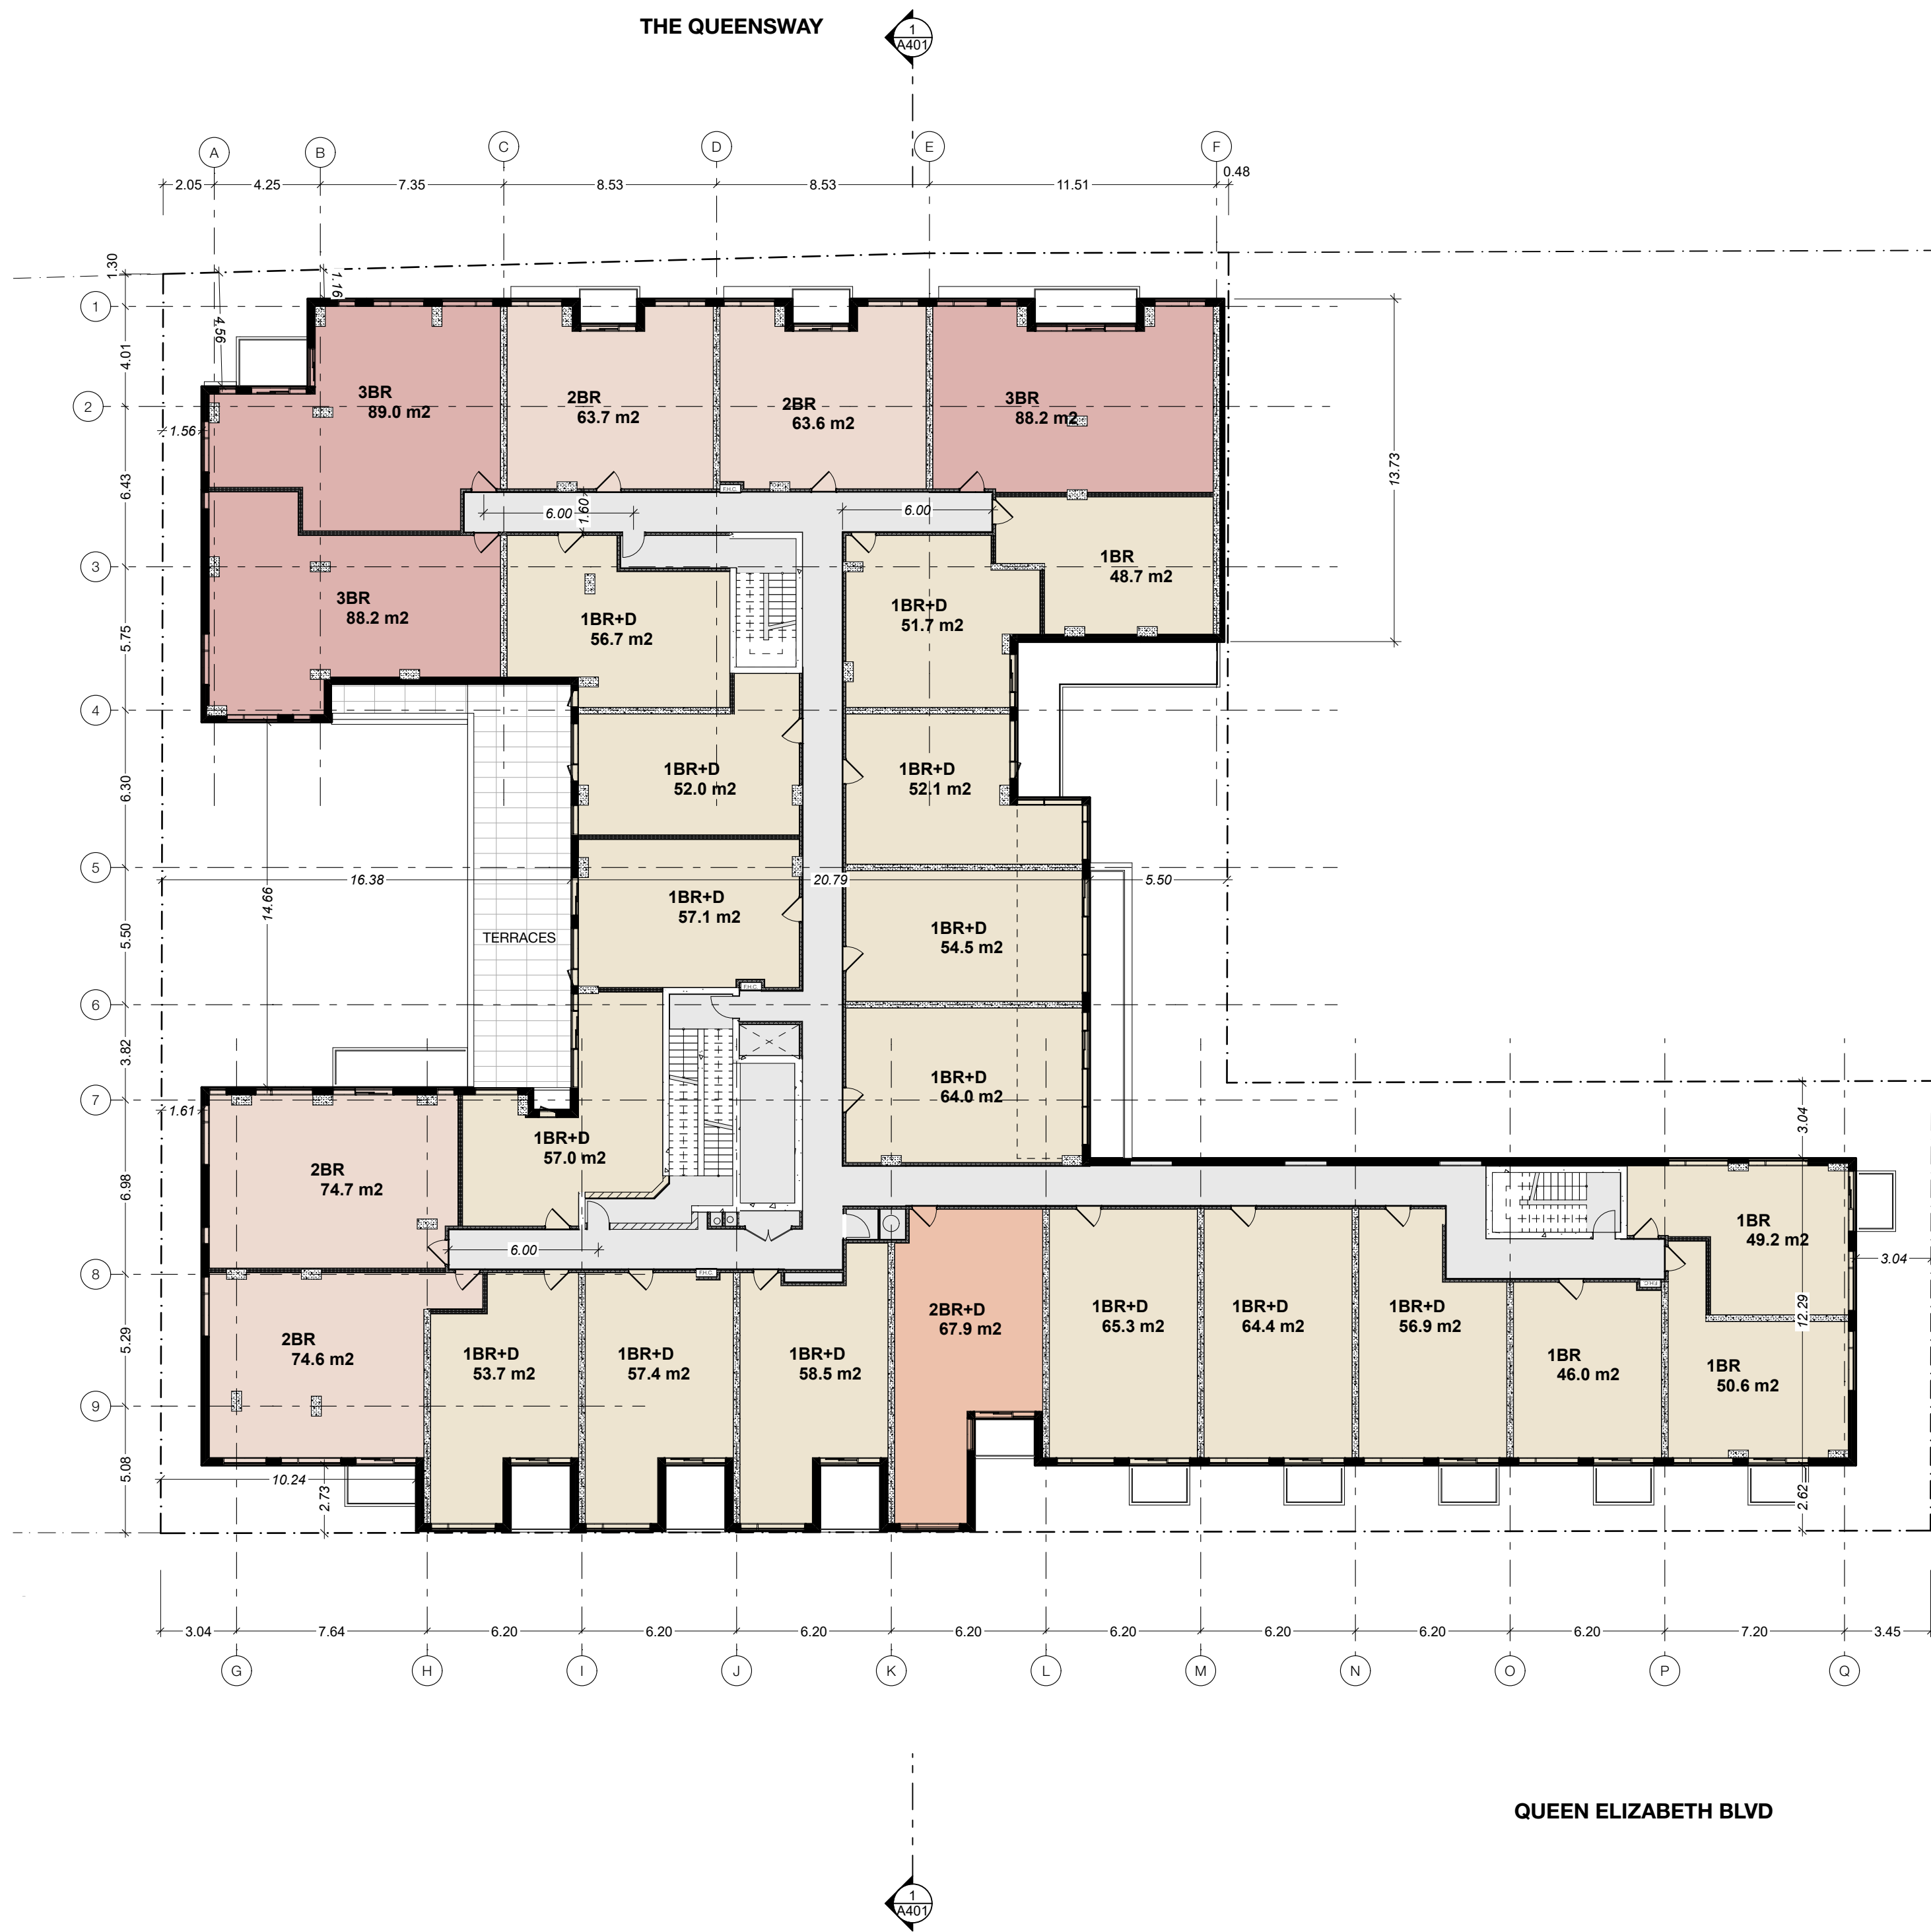 THE QUEENSWAY
1
A401
A
B
C
D
E
F
2.05
4.25
7.35
8.53
8.53
11.51
0.48
1.30
1.16
1
4.56
4.01
2
3BR
89.0 m2
2BR
63.7 m2
2BR
63.6 m2
3BR
88.2 m2
1.56
13.73
6.43
F.H.C.
6.00
1.60
6.00
3
1BR
48.7 m2
3BR
88.2 m2
1BR+D
56.7 m2
1BR+D
51.7 m2
5.75
4
1BR+D
52.0 m2
1BR+D
52.1 m2
6.30
5
16.38
20.79
5.50
14.66
1BR+D
57.1 m2
TERRACES
1BR+D
54.5 m2
5.50
F.H.C.
6
3.82
1BR+D
64.0 m2
7
1.61
3.04
1BR+D
57.0 m2
2BR
74.7 m2
6.98
1BR
49.2 m2
6.00
3.04
8
F.H.C.
F.H.C.
12.29
2BR+D
67.9 m2
1BR+D
65.3 m2
1BR+D
64.4 m2
1BR+D
56.9 m2
2BR
74.6 m2
1BR+D
53.7 m2
1BR+D
57.4 m2
1BR+D
58.5 m2
1BR
46.0 m2
1BR
50.6 m2
5.29
9
5.08
10.24
2.73
2.62
3.04
7.64
6.20
6.20
6.20
6.20
6.20
6.20
6.20
6.20
7.20
3.45
G
H
I
J
K
L
M
N
O
P
Q
QUEEN ELIZABETH BLVD
1
A401